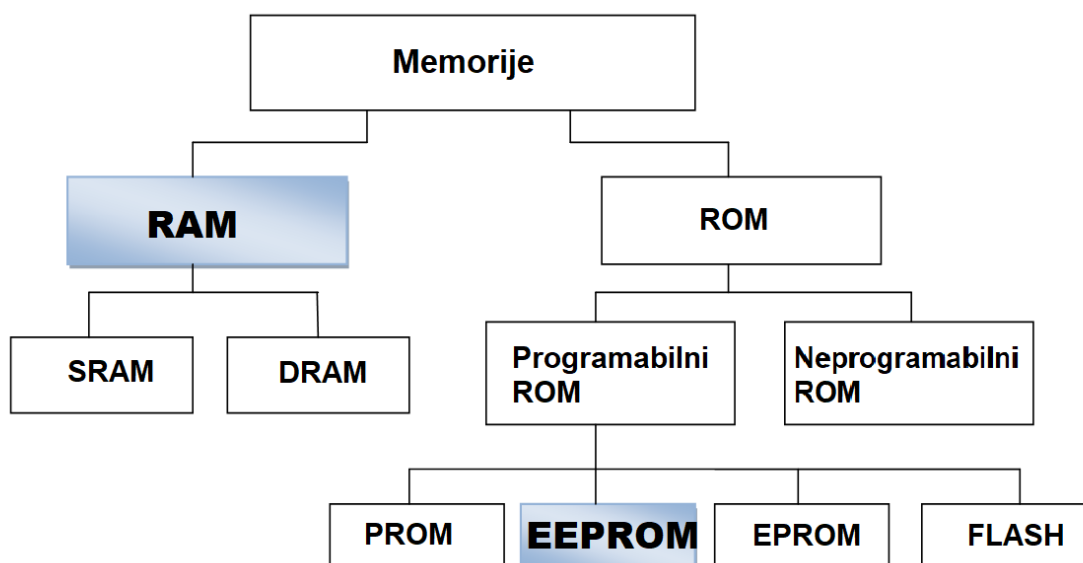 Memorije
RAM
ROM
SRAM
DRAM
Programabilni
ROM
Neprogramabilni
ROM
PROM
EEPROM
EPROM
FLASH